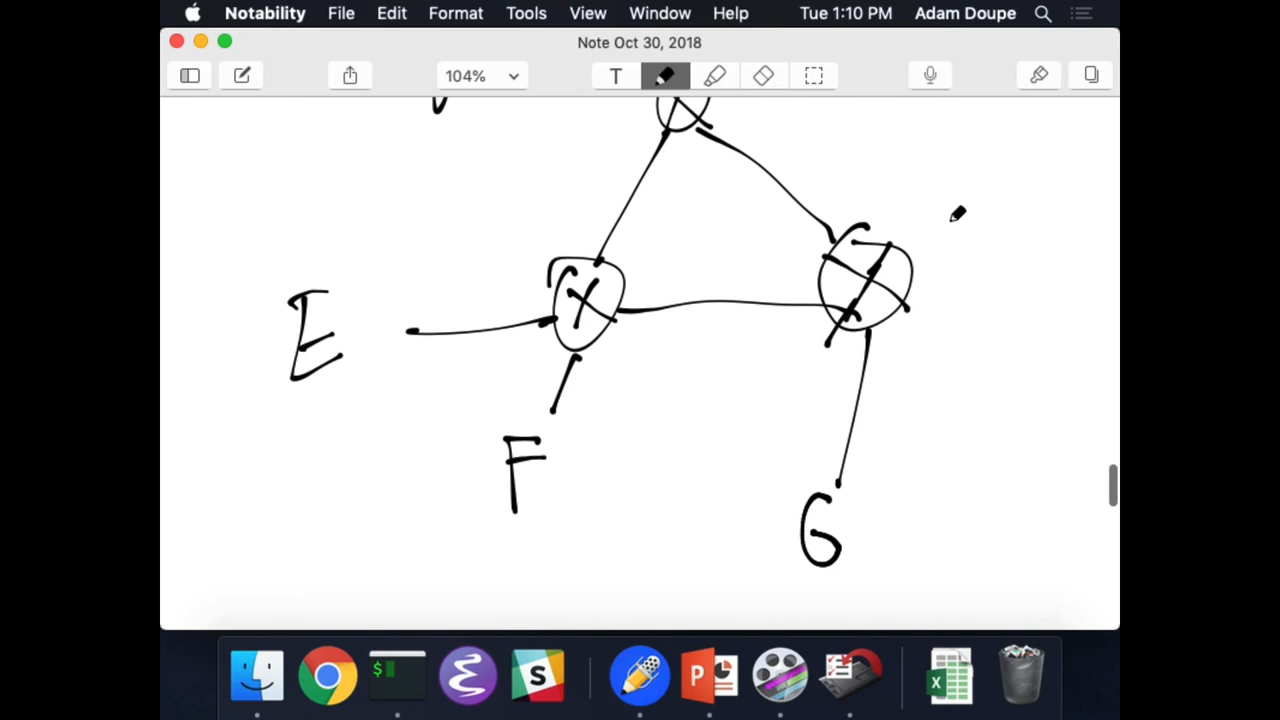 Notability File Edit Format Tools View Window Help Tue 1:10 PM Adam Doupe
Note Oct 30, 2018
104% T
E
F
G
$
S
P
X